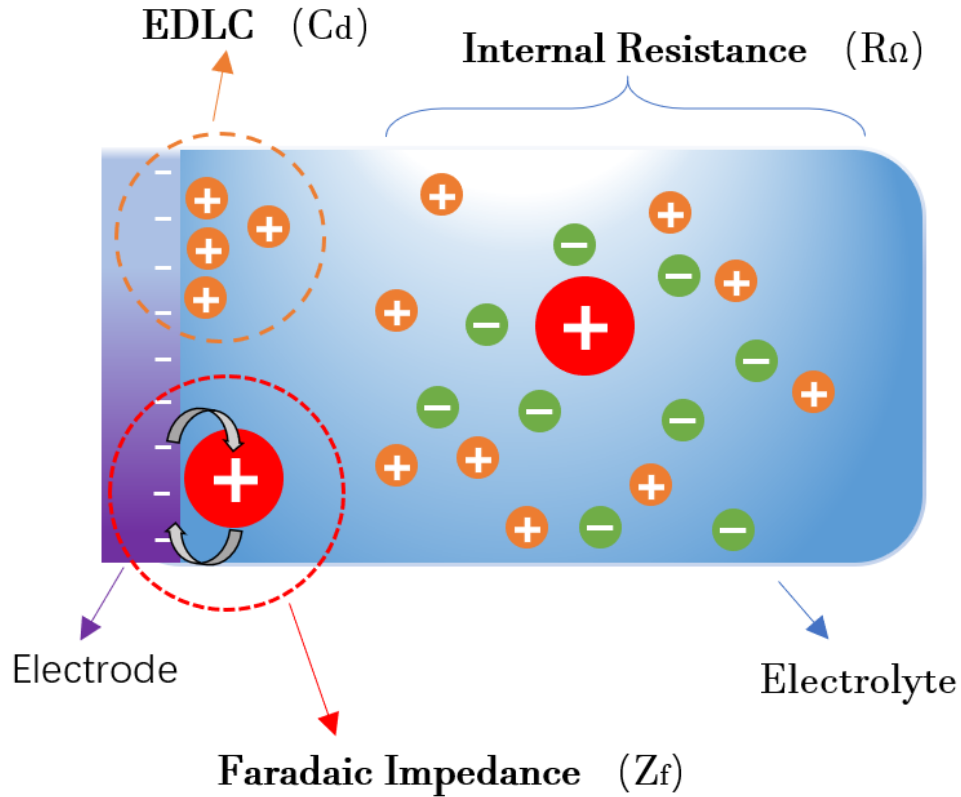 EDLC (Cd)
Internal Resistance (RΩ)
Electrode
Electrolyte
Faradaic Impedance (Zf)